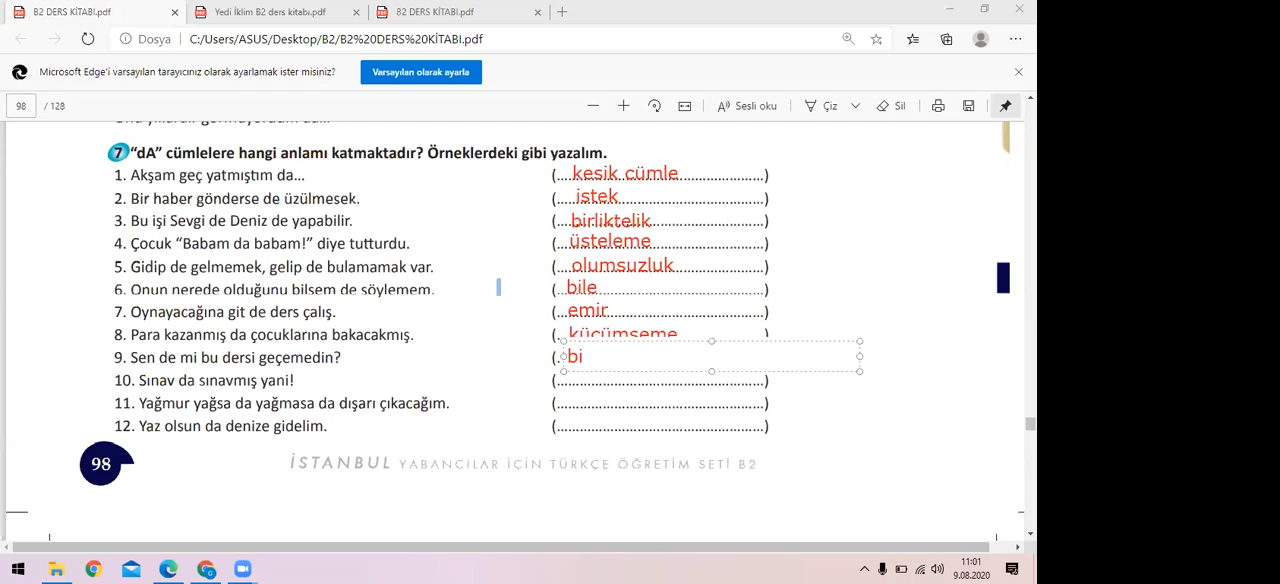 B2 DERS KİTABI.pdf
Yedi İklim B2 ders kitabı.pdf
B2 DERS KİTABI.pdf
Dosya C:/Users/ASUS/Desktop/B2/B2%20DERS%20KİTABI.pdf
Microsoft Edge'i varsayılan tarayıcınız olarak ayarlamak ister misiniz? Varsayılan olarak ayarla
98 / 128 Sesli oku Çiz Sil
7 "dA" cümlelere hangi anlamı katmaktadır? Örneklerdeki gibi yazalım.
1. Akşam geç yatmıştım da... (...kesik cümle...)
2. Bir haber gönderse de üzülmesek. (...istek...)
3. Bu işi Sevgi de Deniz de yapabilir. (...birliktelik...)
4. Çocuk "Babam da babam!" diye tutturdu. (...üsteleme...)
5. Gidip de gelmemek, gelip de bulamamak var. (...olumsuzluk...)
6. Onun nerede olduğunu bilsem de söylemem. (...bile...)
7. Oynayacağına git de ders çalış. (...emir...)
8. Para kazanmış da çocuklarına bakacakmış. (. küçümseme )
9. Sen de mi bu dersi geçemedin? (. bi
10. Sınav da sınavmış yani! (......)
11. Yağmur yağsa da yağmasa da dışarı çıkacağım. (......)
12. Yaz olsun da denize gidelim. (......)
98 İSTANBUL YABANCILAR İÇİN TÜRKÇE ÖĞRETİM SETİ B2
11:01
9.08.2020